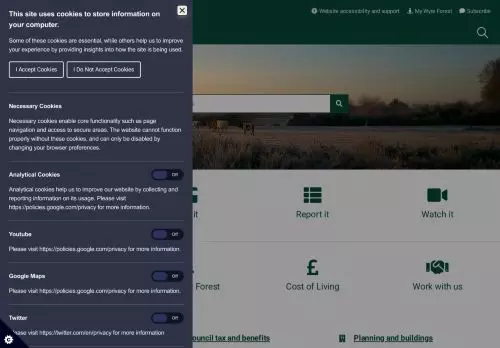 This site uses cookies to store information on
your computer.
Some of these cookies are essential, while others help us to improve
your experience by providing insights into how the site is being used.
I Accept Cookies
I Do Not Accept Cookies
Necessary Cookies
Necessary cookies enable core functionality such as page
navigation and access to secure areas. The website cannot function
properly without these cookies, and can only be disabled by
changing your browser preferences.
Analytical Cookies
Off
Analytical cookies help us to improve our website by collecting and
reporting information on its usage. Please visit
https://policies.google.com/privacy for more information.
Youtube
Off
Please visit https://policies.google.com/privacy for more information.
Google Maps
Off
Please visit https://policies.google.com/privacy for more information.
Twitter
Off
Please visit https://twitter.com/en/privacy for more information
Website accessibility and support
My Wyre Forest
Subscribe
it
Report it
Watch it
Forest
Cost of Living
Work with us
ouncil tax and benefits
Planning and buildings